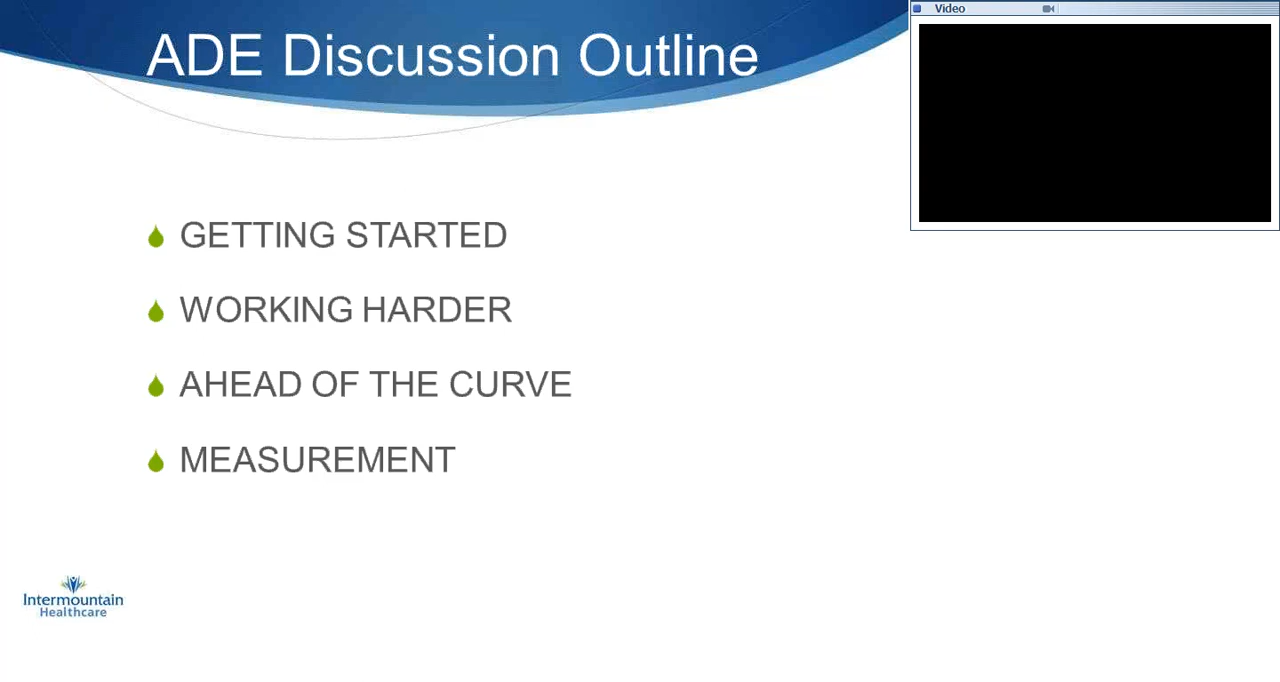 ADE Discussion Outline
Video
GETTING STARTED
WORKING HARDER
AHEAD OF THE CURVE
MEASUREMENT
Intermountain
Healthcare